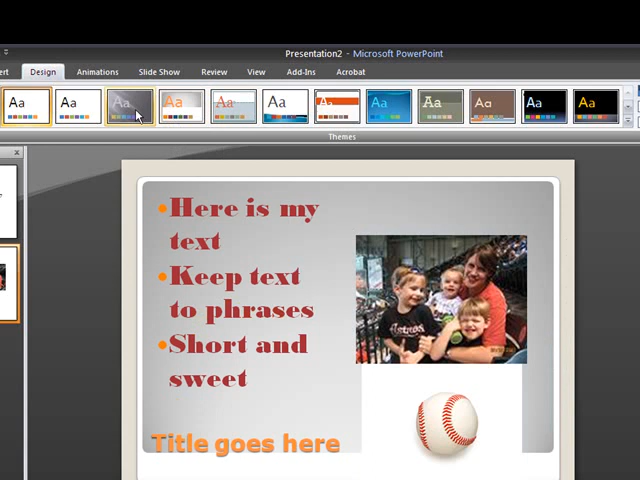 Presentation2 - Microsoft PowerPoint
ert Design Animations Slide Show Review View Add-Ins Acrobat
Aa Aa Aa Aa Aa Aa Aa Aa Aa Aa Aa Aa
Themes
•Here is my
text
•Keep text
to phrases
•Short and
sweet
Astros
Title goes here